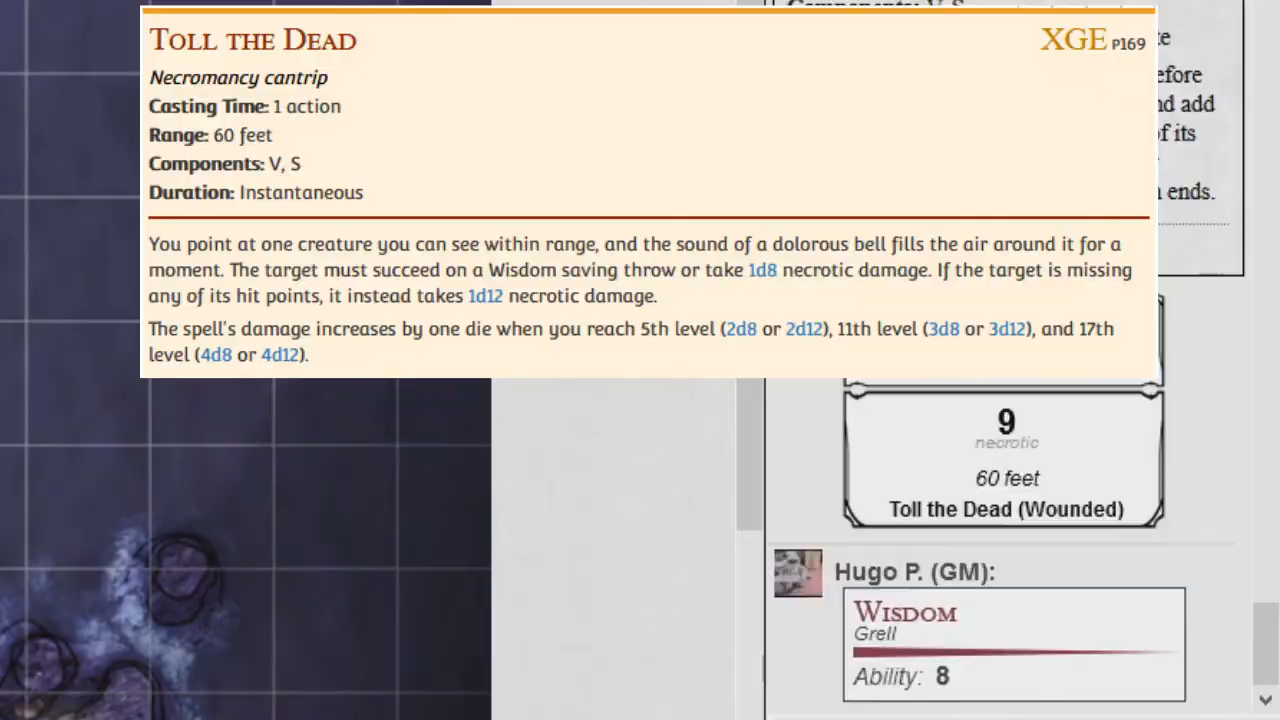 TOLL THE DEAD
XGE P169
Necromancy cantrip
Casting Time: 1 action
Range: 60 feet
Components: V, S
Duration: Instantaneous
You point at one creature you can see within range, and the sound of a dolorous bell fills the air around it for a
moment. The target must succeed on a Wisdom saving throw or take 1d8 necrotic damage. If the target is missing
any of its hit points, it instead takes 1d12 necrotic damage.
The spell's damage increases by one die when you reach 5th level (2d8 or 2d12), 11th level (3d8 or 3d12), and 17th
level (4d8 or 4d12).
add
of its
ends.
9
necrotic
60 feet
Toll the Dead (Wounded)
Hugo P. (GM):
WISDOM
Grell
Ability: 8